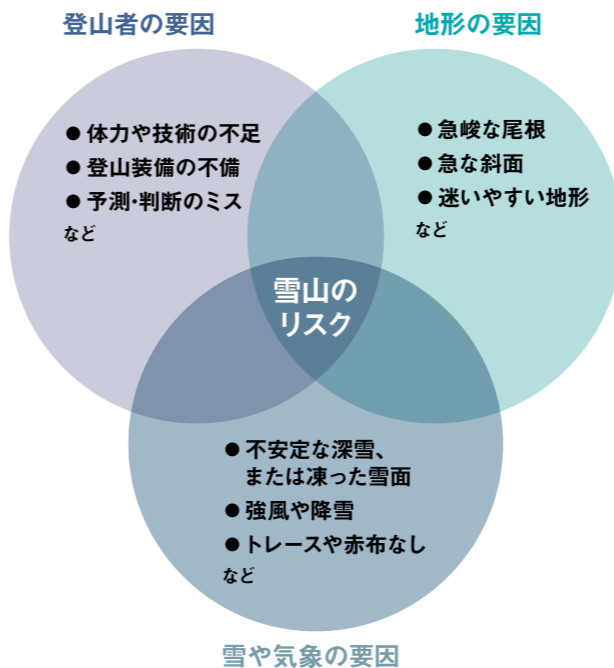 登山者の要因
● 体力や技術の不足
● 登山装備の不備
● 予測・判断のミス
など
地形の要因
● 急峻な尾根
● 急な斜面
● 迷いやすい地形
など
雪山の
リスク
● 不安定な深雪、
または凍った雪面
● 強風や降雪
● トレースや赤布なし
など
雪や気象の要因